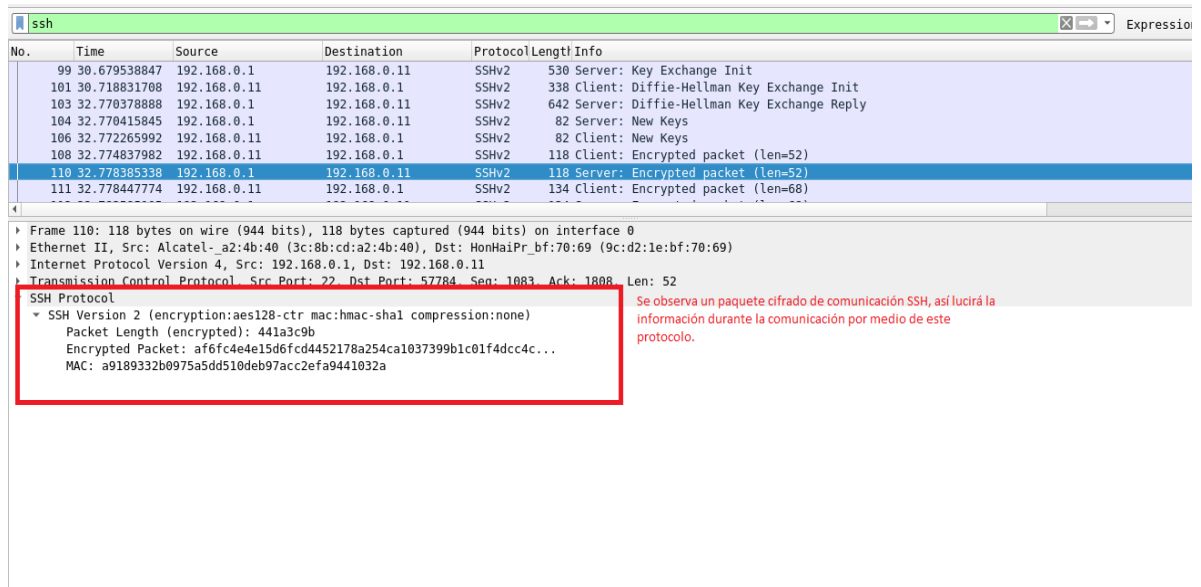 ssh
Expression
No. Time Source Destination Protocol Length Info
99 30.679538847 192.168.0.1 192.168.0.11 SSHv2 530 Server: Key Exchange Init
101 30.718831708 192.168.0.11 192.168.0.1 SSHv2 338 Client: Diffie-Hellman Key Exchange Init
103 32.770378888 192.168.0.1 192.168.0.11 SSHv2 642 Server: Diffie-Hellman Key Exchange Reply
104 32.770415845 192.168.0.1 192.168.0.11 SSHv2 82 Server: New Keys
106 32.772265992 192.168.0.11 192.168.0.1 SSHv2 82 Client: New Keys
108 32.774837982 192.168.0.11 192.168.0.1 SSHv2 118 Client: Encrypted packet (len=52)
110 32.778385338 192.168.0.1 192.168.0.11 SSHv2 118 Server: Encrypted packet (len=52)
111 32.778447774 192.168.0.11 192.168.0.1 SSHv2 134 Client: Encrypted packet (len=68)
Frame 110: 118 bytes on wire (944 bits), 118 bytes captured (944 bits) on interface 0
Ethernet II, Src: Alcatel-_a2:4b:40 (3c:8b:cd:a2:4b:40), Dst: HonHaiPr_bf:70:69 (9c:d2:1e:bf:70:69)
Internet Protocol Version 4, Src: 192.168.0.1, Dst: 192.168.0.11
Transmission Control Protocol, Src Port: 22, Dst Port: 57784, Seq: 1083, Ack: 1808, Len: 52
SSH Protocol
SSH Version 2 (encryption:aes128-ctr mac:hmac-sha1 compression:none)
Packet Length (encrypted): 441a3c9b
Encrypted Packet: af6fc4e4e15d6fcd4452178a254ca1037399b1c01f4dcc4c...
MAC: a9189332b0975a5dd510deb97acc2efa9441032a
Se observa un paquete cifrado de comunicación SSH, así lucirá la
información durante la comunicación por medio de este
protocolo.